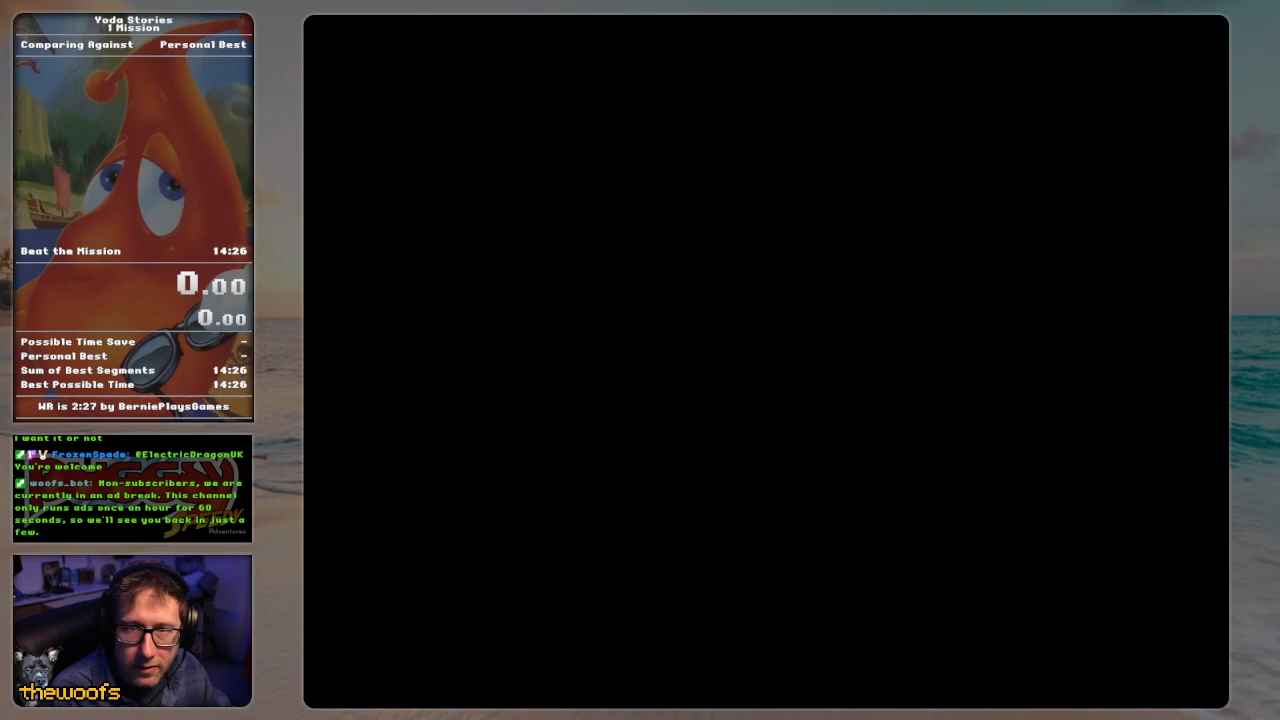 Yoda Stories
1 Mission
Comparing Against Personal Best
Beat the Mission 14:26
0.00
0.00
Possible Time Save -
Personal Best -
Sum of Best Segments 14:26
Best Possible Time 14:26
WR is 2:27 by BerniePlaysGames
I want it or not
FrozenSpade: @ElectricDragonUK
You're welcome
woofs_bot: Non-subscribers, we are
currently in an ad break. This channel
only runs ads once an hour for 60
seconds, so we'll see you back in just a
few.
SPEEDY
Adventures
thewoofs